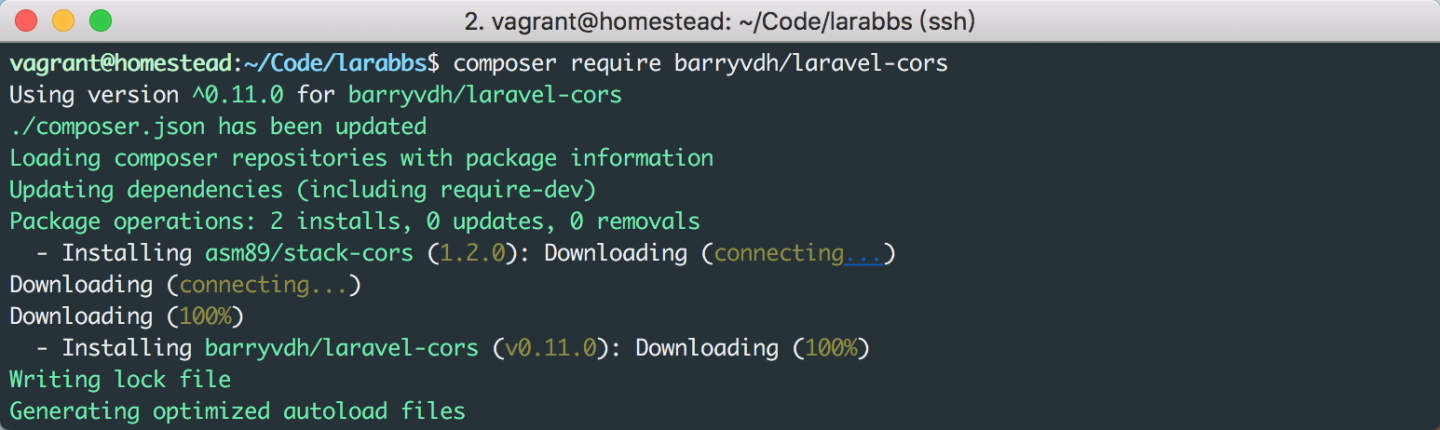 2. vagrant@homestead: ~/Code/larabbs (ssh)
vagrant@homestead:~/Code/larabbs$ composer require barryvdh/laravel-cors
Using version ^0.11.0 for barryvdh/laravel-cors
./composer.json has been updated
Loading composer repositories with package information
Updating dependencies (including require-dev)
Package operations: 2 installs, 0 updates, 0 removals
  - Installing asm89/stack-cors (1.2.0): Downloading (connecting...)
Downloading (connecting...)
Downloading (100%)
  - Installing barryvdh/laravel-cors (v0.11.0): Downloading (100%)
Writing lock file
Generating optimized autoload files